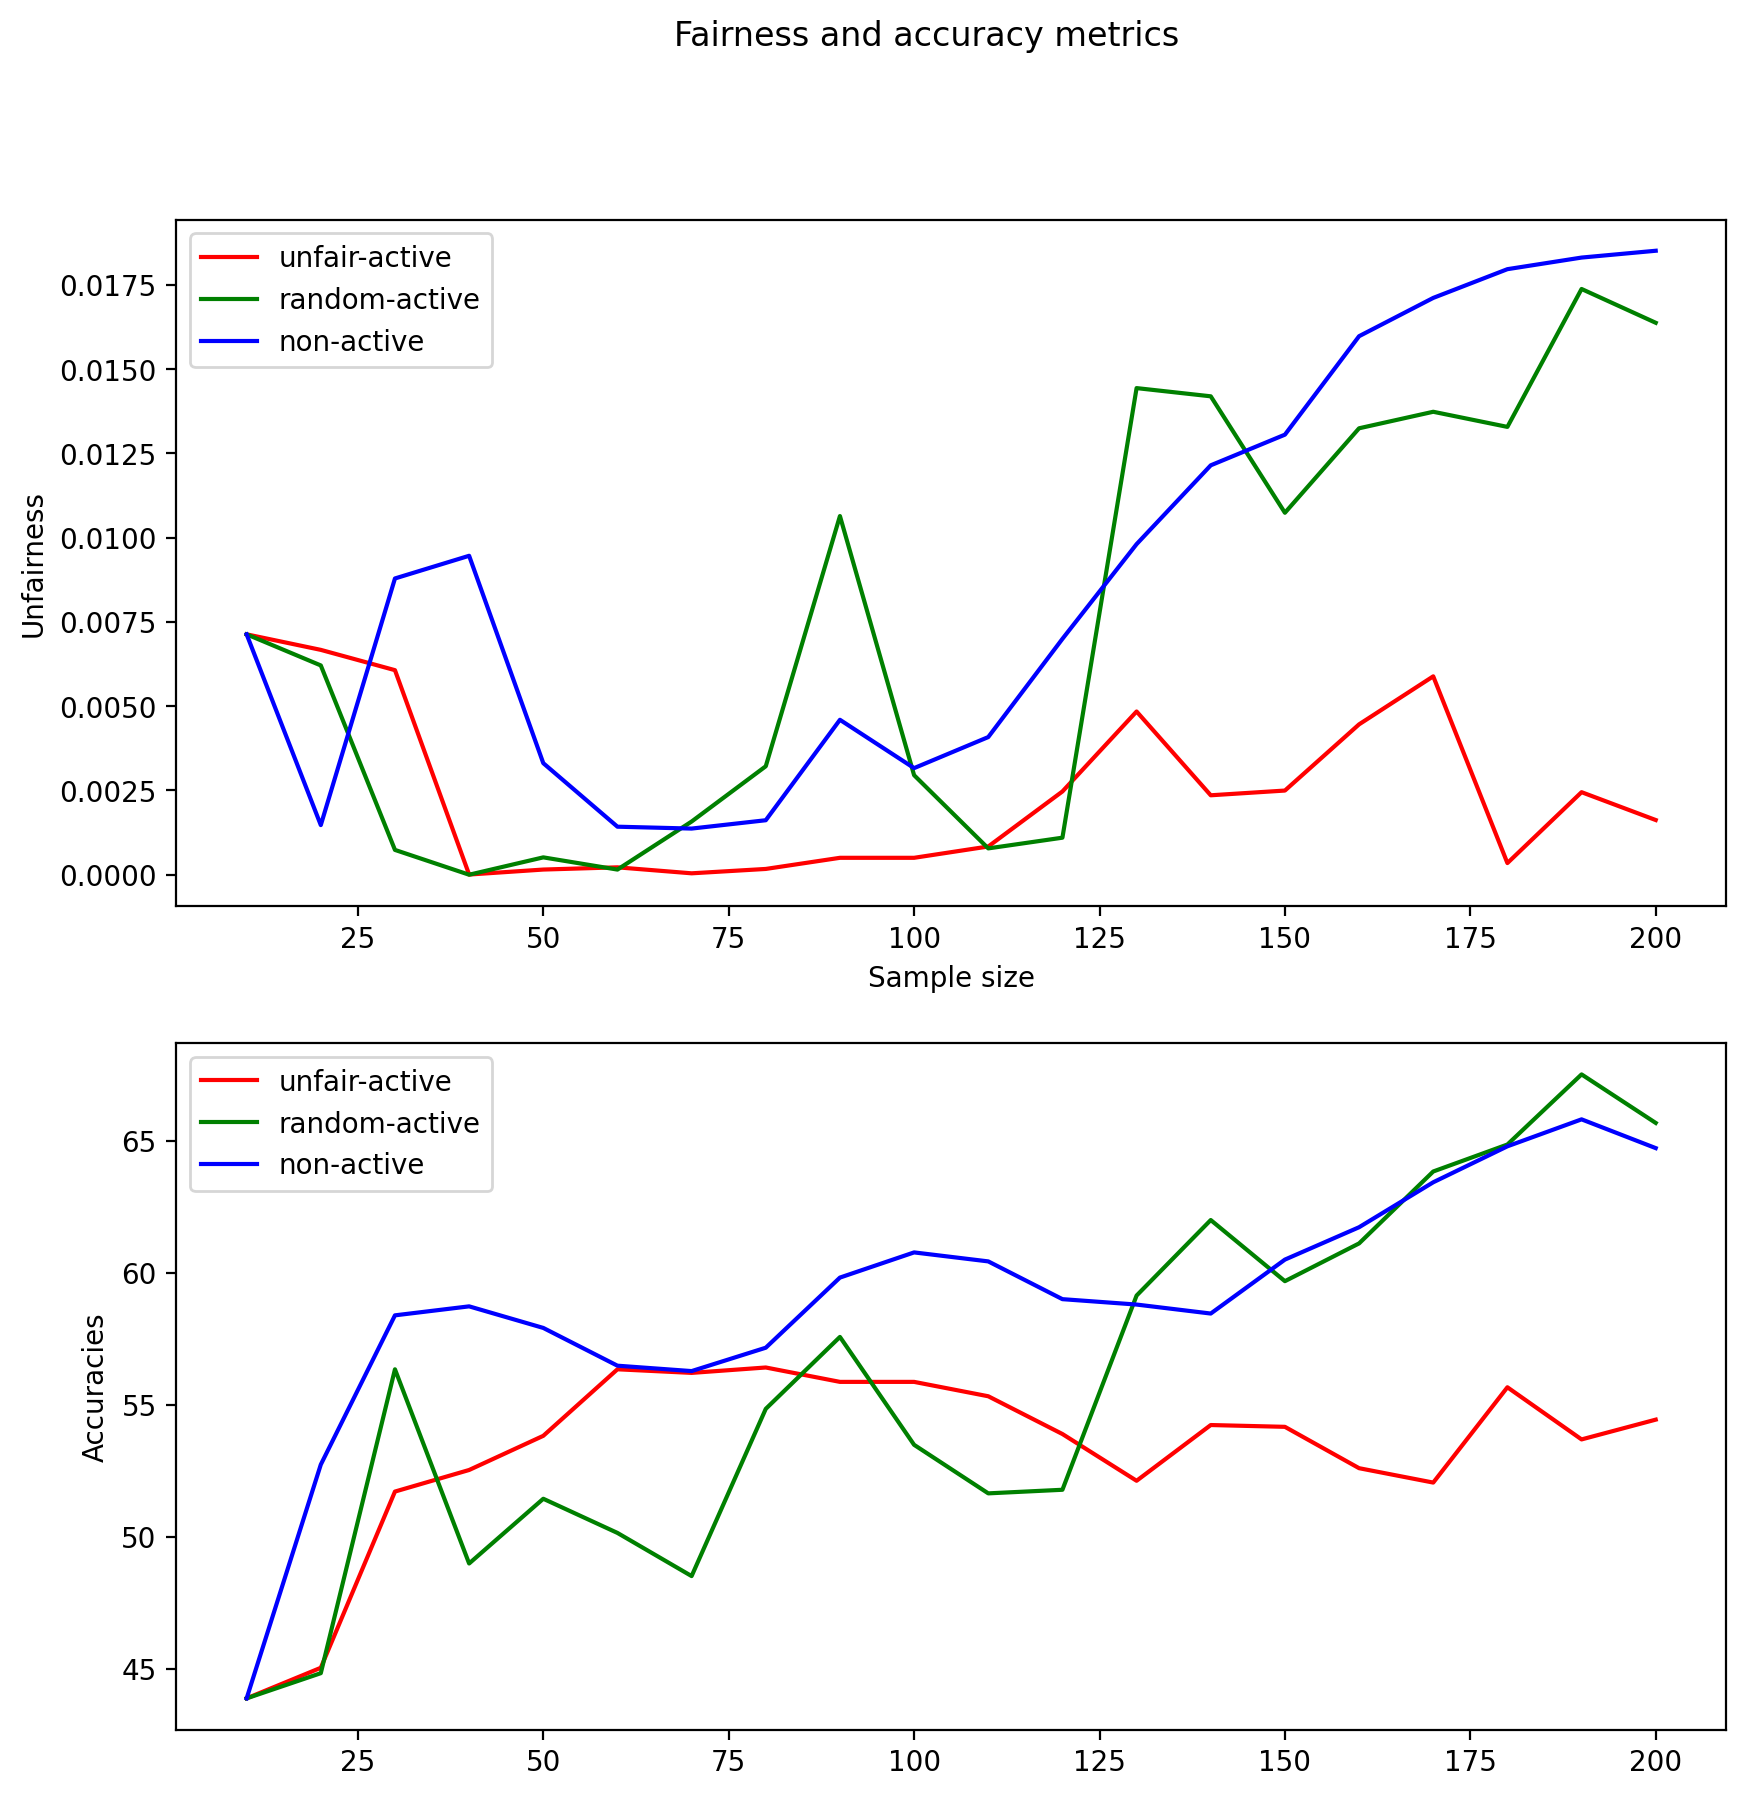 Fairness and accuracy metrics
unfair-active
random-active
non-active
0.0175
0.0150
0.0125
0.0100
0.0075
0.0050
0.0025
0.0000
Unfairness
25 50 75 100 125 150 175 200
Sample size
unfair-active
random-active
non-active
65
60
55
50
45
Accuracies
25 50 75 100 125 150 175 200